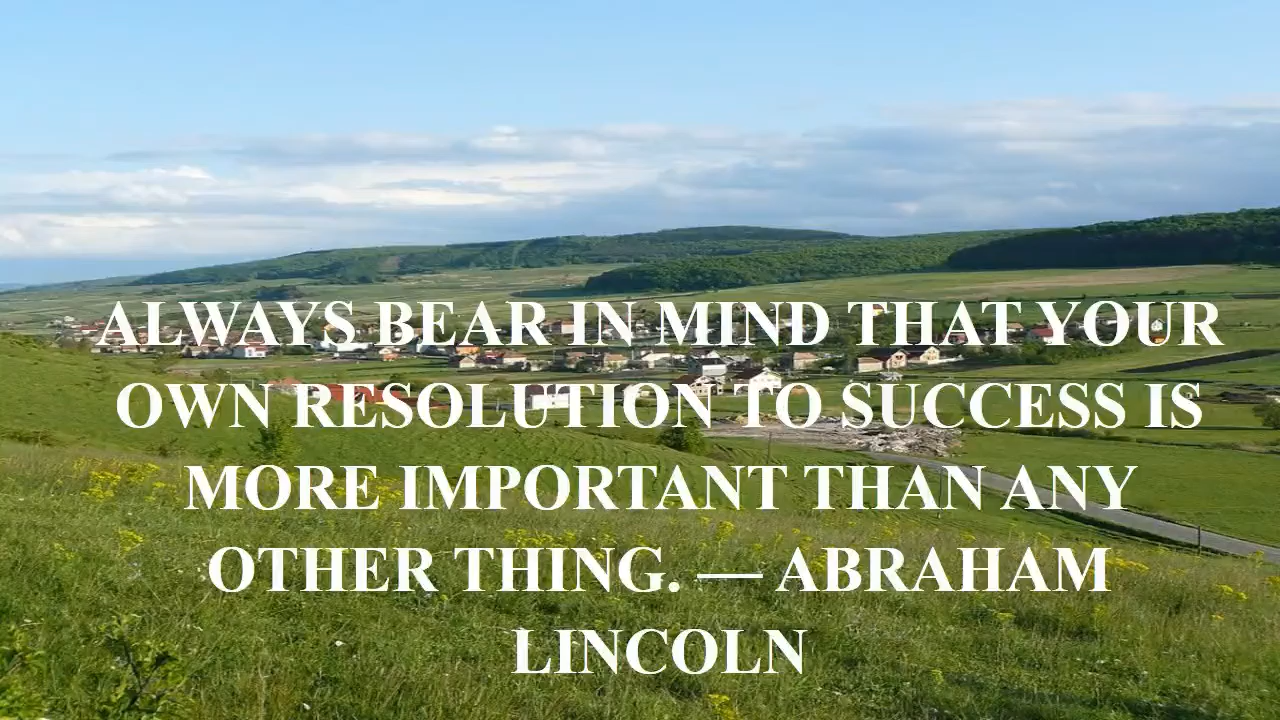 ALWAYS BEAR IN MIND THAT YOUR
OWN RESOLUTION TO SUCCESS IS
MORE IMPORTANT THAN ANY
OTHER THING. — ABRAHAM
LINCOLN